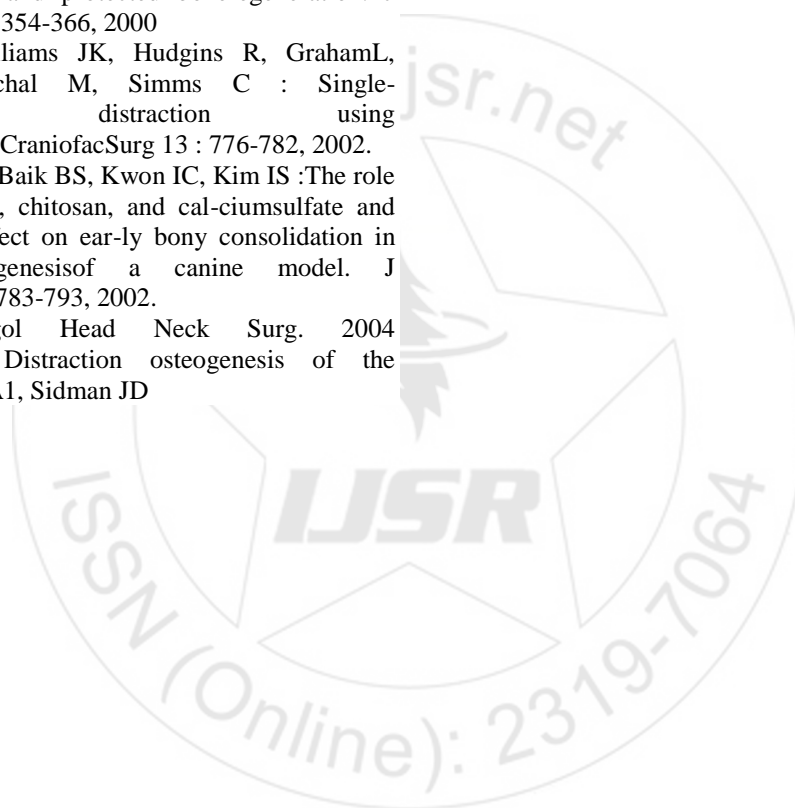 354-366, 2000
liams JK, Hudgins R, GrahamL,
chal M, Simms C : Single-
distraction using
CraniofacSurg 13 : 776-782, 2002.
Baik BS, Kwon IC, Kim IS :The role
, chitosan, and cal-ciumsulfate and
fect on ear-ly bony consolidation in
genesisof a canine model. J
783-793, 2002.
gol Head Neck Surg. 2004
Distraction osteogenesis of the
A1, Sidman JD
jsr.net
IJSR
ISSN (Online): 2319-7064